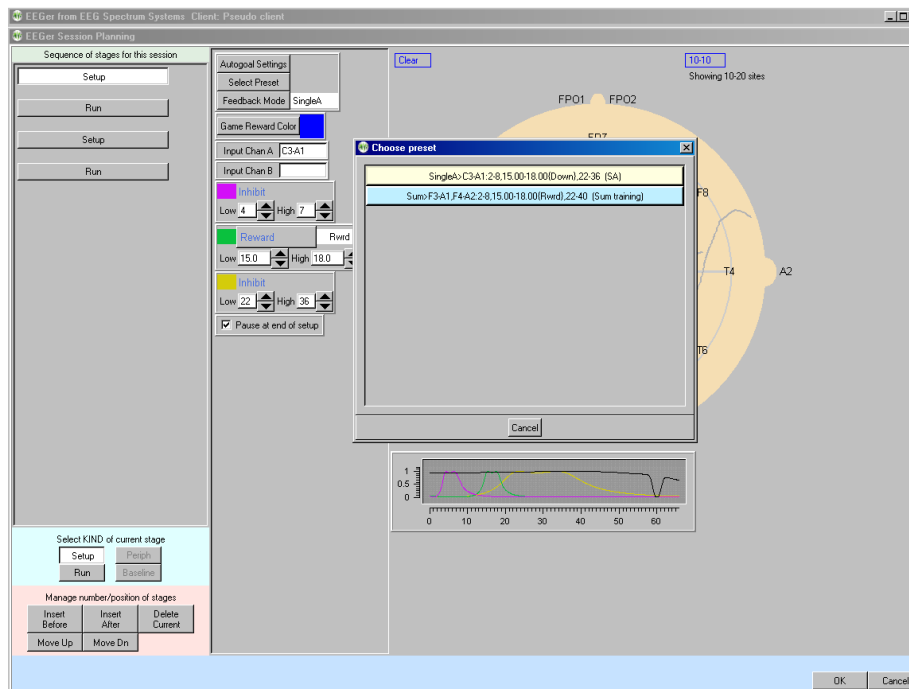 EEGer from EEG Spectrum Systems Client: Pseudo client
EEGer Session Planning
Sequence of stages for this session
Setup
Run
Setup
Run
Autogoal Settings
Select Preset
Feedback Mode SingleA
Game Reward Color
Input Chan A C3-A1
Input Chan B
Inhibit
Low 4 High 7
Reward Rwrd
Low 15.0 High 18.0
Inhibit
Low 22 High 36
Pause at end of setup
Clear
10-10
Showing 10-20 sites
FPO1 FPO2
F8
T4 A2
T6
Choose preset
SingleA>C3-A1:2-8,15.00-18.00(Down),22-36 (SA)
Sum>F3-A1,F4-A2:2-8,15.00-18.00(Rwrd),22-40 (Sum training)
Cancel
1
0.5
0
0 10 20 30 40 50 60
Select KIND of current stage
Setup Periph
Run Baseline
Manage number/position of stages
Insert Before Insert After Delete Current
Move Up Move Dn
OK Cancel